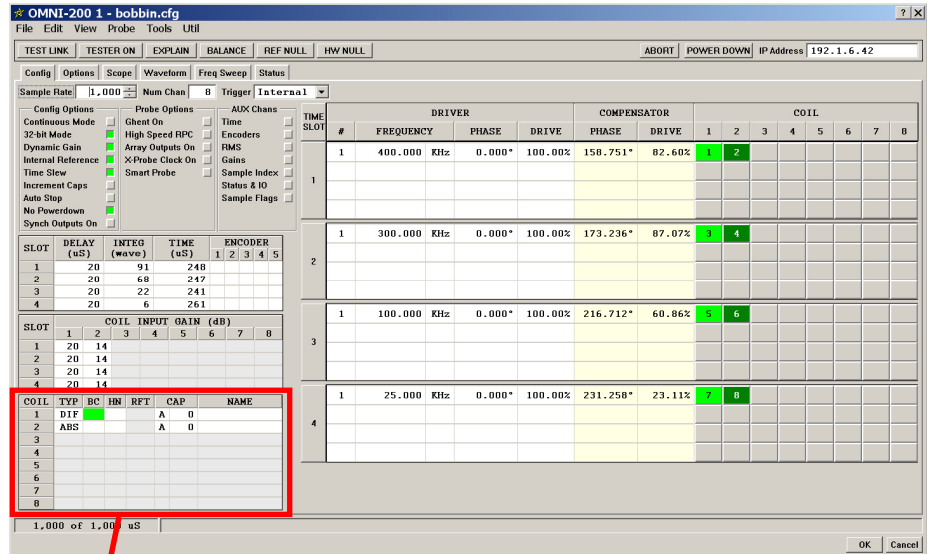 OMNI-200 1 - bobbin.cfg ? X
File Edit View Probe Tools Util
TEST LINK TESTER ON EXPLAIN BALANCE REF NULL HW NULL ABORT POWER DOWN IP Address 192.1.6.42
Config Options Scope Waveform Freq Sweep Status
Sample Rate 1,000 Num Chan 8 Trigger Internal
Config Options Probe Options AUX Chans
Continuous Mode Ghent On Time
32-bit Mode High Speed RPC Encoders
Dynamic Gain Array Outputs On RMS
Internal Reference X-Probe Clock On Gains
Time Slew Smart Probe Sample Index
Increment Caps Status & IO
Auto Stop Sample Flags
No Powerdown
Synch Outputs On
SLOT DELAY (uS) INTEG (wave) TIME (uS) ENCODER 1 2 3 4 5
1 20 91 248
2 20 68 247
3 20 22 241
4 20 6 261
SLOT COIL INPUT GAIN (dB)
1 2 3 4 5 6 7 8
1 20 14
2 20 14
3 20 14
4 20 14
COIL TYP BC HN RFT CAP NAME
1 DIF A 0
2 ABS A 0
3
4
5
6
7
8
TIME SLOT DRIVER COMPENSATOR COIL
# FREQUENCY PHASE DRIVE PHASE DRIVE 1 2 3 4 5 6 7 8
1 1 400.000 KHz 0.000° 100.00% 158.751° 82.60% 1 2
2 1 300.000 KHz 0.000° 100.00% 173.236° 87.07% 3 4
3 1 100.000 KHz 0.000° 100.00% 216.712° 60.86% 5 6
4 1 25.000 KHz 0.000° 100.00% 231.258° 23.11% 7 8
1,000 of 1,000 uS
OK Cancel